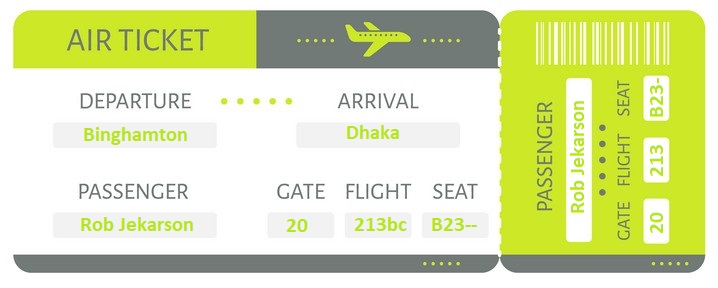 AIR TICKET
DEPARTURE ARRIVAL
Binghamton Dhaka
PASSENGER GATE FLIGHT SEAT
Rob Jekarson 20 213bc B23--
PASSENGER
Rob Jekarson
GATE FLIGHT SEAT
20 213 B23-